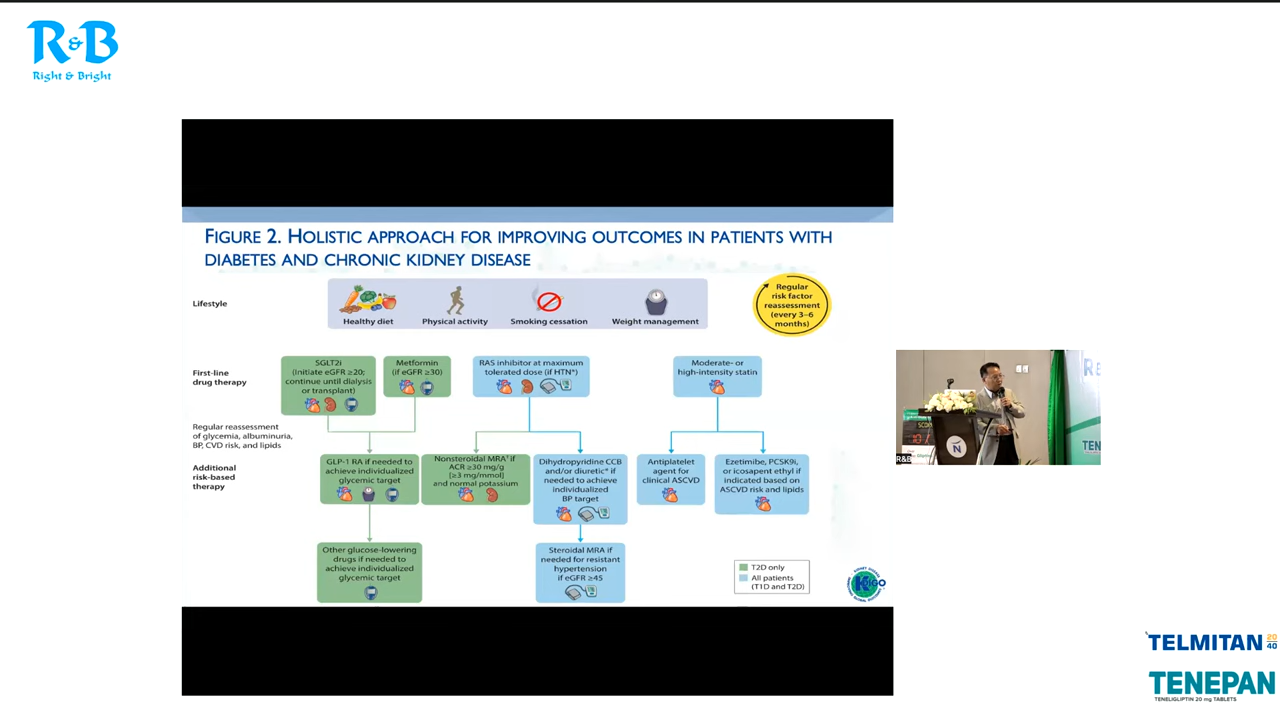 R&B
Right & Bright
FIGURE 2. HOLISTIC APPROACH FOR IMPROVING OUTCOMES IN PATIENTS WITH
DIABETES AND CHRONIC KIDNEY DISEASE
Lifestyle
Healthy diet
Physical activity
Smoking cessation
Weight management
Regular
risk factor
reassessment
(every 3–6
months)
First-line
drug therapy
SGLT2i
(Initiate eGFR ≥20;
continue until dialysis
or transplant)
Metformin
(if eGFR ≥30)
RAS inhibitor at maximum
tolerated dose (if HTN*)
Moderate- or
high-intensity statin
Regular reassessment
of glycemia, albuminuria,
BP, CVD risk, and lipids
Additional
risk-based
therapy
GLP-1 RA if needed to
achieve individualized
glycemic target
Nonsteroidal MRA† if
ACR ≥30 mg/g
[≥3 mg/mmol]
and normal potassium
Dihydropyridine CCB
and/or diuretic* if
needed to achieve
individualized
BP target
Antiplatelet
agent for
clinical ASCVD
Ezetimibe, PCSK9i,
or icosapent ethyl if
indicated based on
ASCVD risk and lipids
Other glucose-lowering
drugs if needed to
achieve individualized
glycemic target
Steroidal MRA if
needed for resistant
hypertension
if eGFR ≥45
T2D only
All patients
(T1D and T2D)
KDIGO
R&B
N
TEN
TELMITAN 20 40
TENEPAN
TENELIGLIPTIN 20 mg TABLETS